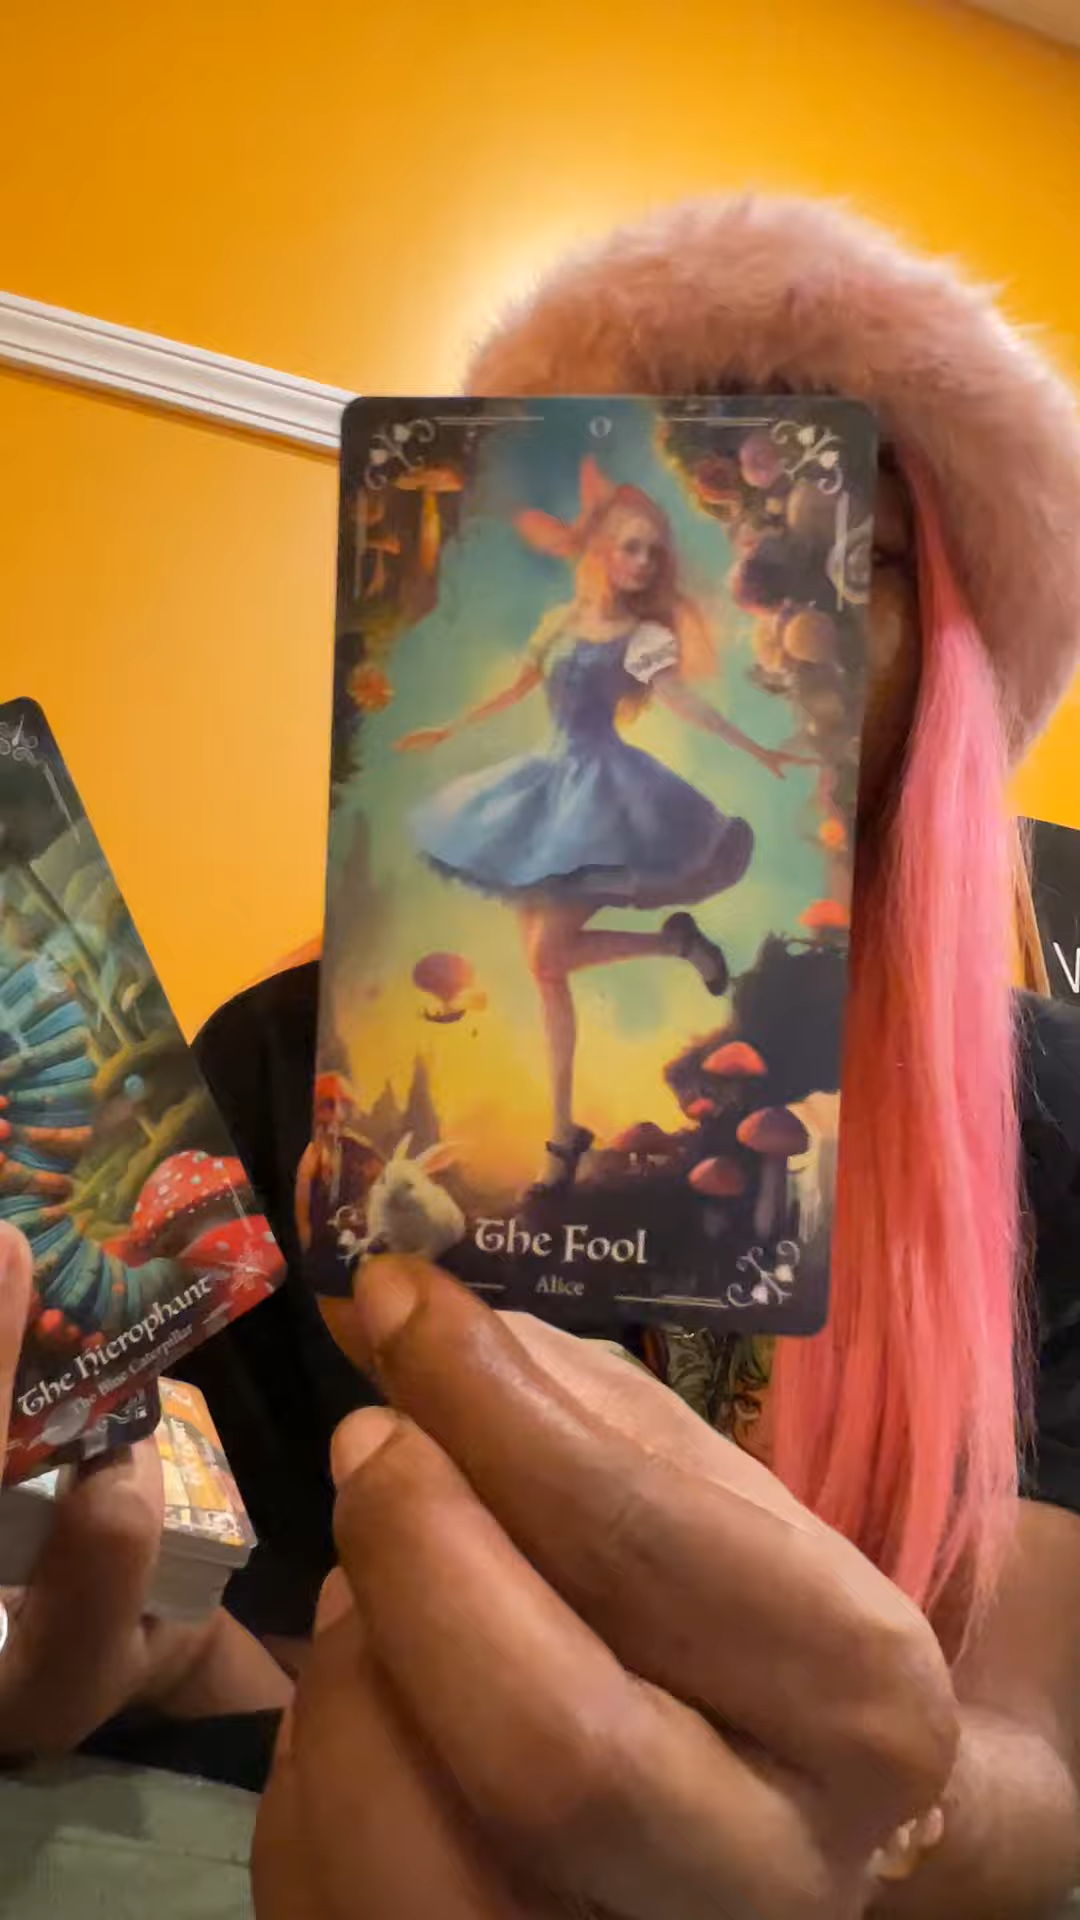 0
The Fool
Alice
The Hierophant
The Blue Caterpillar